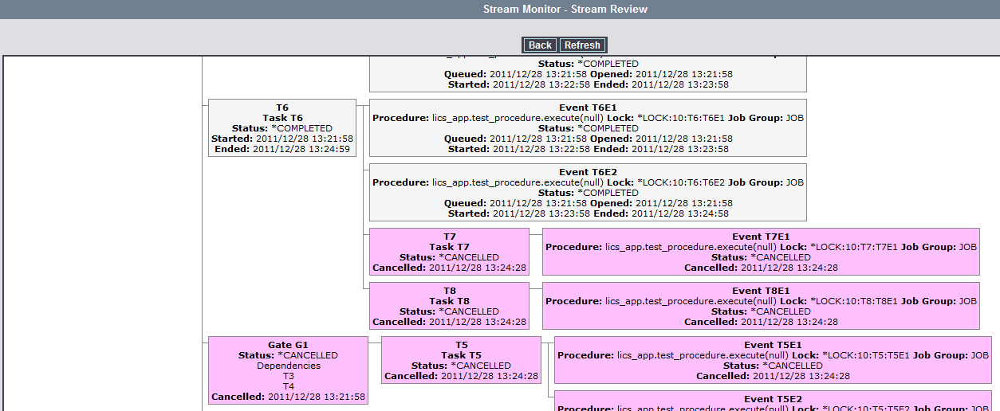 Stream Monitor - Stream Review
Back Refresh
Status: *COMPLETED
Queued: 2011/12/28 13:21:58 Opened: 2011/12/28 13:21:58
Started: 2011/12/28 13:22:58 Ended: 2011/12/28 13:23:58
T6
Task T6
Status: *COMPLETED
Started: 2011/12/28 13:21:58
Ended: 2011/12/28 13:24:59
Event T6E1
Procedure: lics_app.test_procedure.execute(null) Lock: *LOCK:10:T6:T6E1 Job Group: JOB
Status: *COMPLETED
Queued: 2011/12/28 13:21:58 Opened: 2011/12/28 13:21:58
Started: 2011/12/28 13:22:58 Ended: 2011/12/28 13:23:58
Event T6E2
Procedure: lics_app.test_procedure.execute(null) Lock: *LOCK:10:T6:T6E2 Job Group: JOB
Status: *COMPLETED
Queued: 2011/12/28 13:21:58 Opened: 2011/12/28 13:21:58
Started: 2011/12/28 13:23:58 Ended: 2011/12/28 13:24:58
T7
Task T7
Status: *CANCELLED
Cancelled: 2011/12/28 13:24:28
Event T7E1
Procedure: lics_app.test_procedure.execute(null) Lock: *LOCK:10:T7:T7E1 Job Group: JOB
Status: *CANCELLED
Cancelled: 2011/12/28 13:24:28
T8
Task T8
Status: *CANCELLED
Cancelled: 2011/12/28 13:24:28
Event T8E1
Procedure: lics_app.test_procedure.execute(null) Lock: *LOCK:10:T8:T8E1 Job Group: JOB
Status: *CANCELLED
Cancelled: 2011/12/28 13:24:28
Gate G1
Status: *CANCELLED
Dependencies
T3
T4
Cancelled: 2011/12/28 13:21:58
T5
Task T5
Status: *CANCELLED
Cancelled: 2011/12/28 13:24:28
Event T5E1
Procedure: lics_app.test_procedure.execute(null) Lock: *LOCK:10:T5:T5E1 Job Group: JOB
Status: *CANCELLED
Cancelled: 2011/12/28 13:24:28
Event T5E2
Procedure: lics_app.test_procedure.execute(null) Lock: *LOCK:10:T5:T5E2 Job Group: JOB